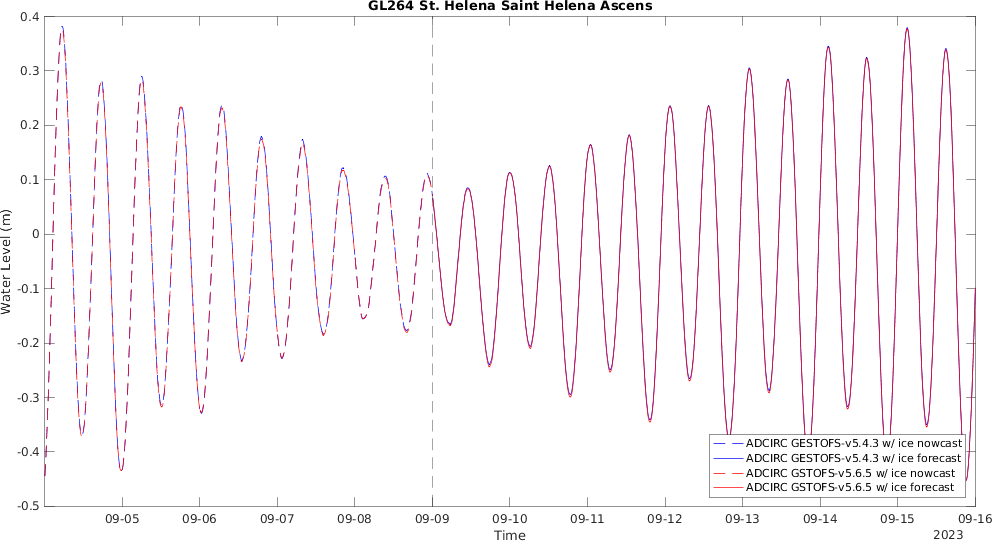 GL264 St. Helena Saint Helena Ascens
0.4
0.3
0.2
0.1
0
-0.1
-0.2
-0.3
-0.4
-0.5
Water Level (m)
ADCIRC GESTOFS-v5.4.3 w/ ice nowcast
ADCIRC GESTOFS-v5.4.3 w/ ice forecast
ADCIRC GSTOFS-v5.6.5 w/ ice nowcast
ADCIRC GSTOFS-v5.6.5 w/ ice forecast
09-05 09-06 09-07 09-08 09-09 09-10 09-11 09-12 09-13 09-14 09-15 09-16
Time
2023